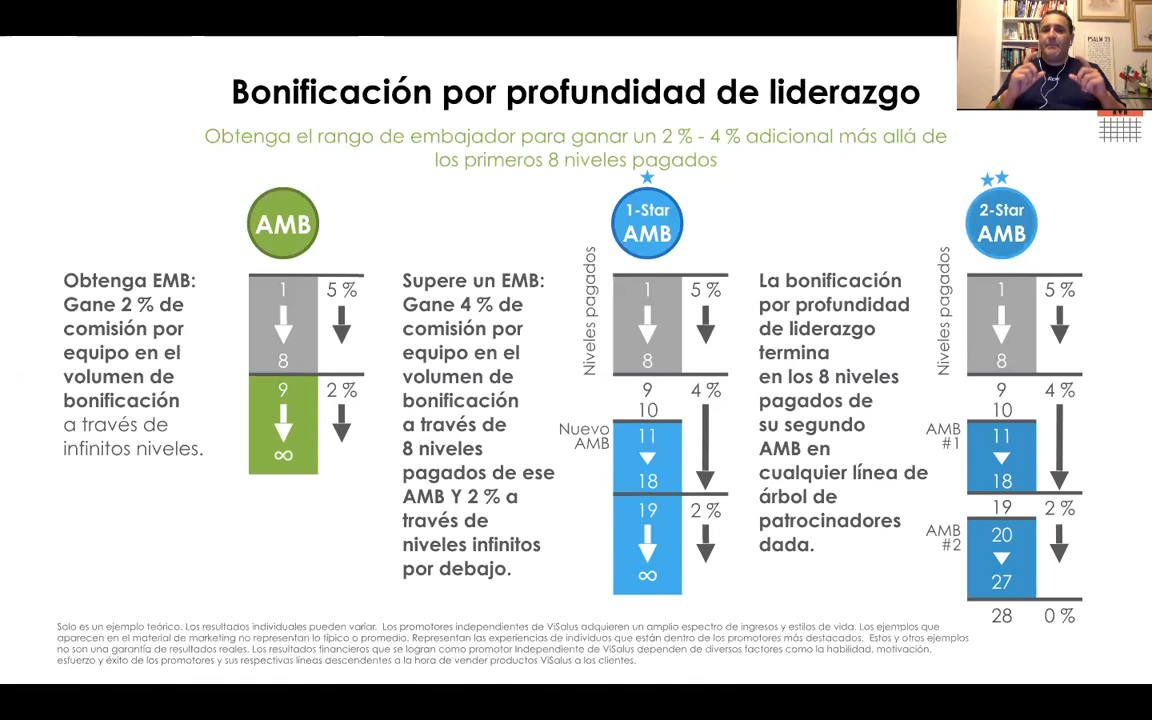 PSALM 23
Bonificación por profundidad de liderazgo
Obtenga el rango de embajador para ganar un 2 % - 4 % adicional más allá de
los primeros 8 niveles pagados
AMB
Obtenga EMB:
Gane 2 % de
comisión por
equipo en el
volumen de
bonificación
a través de
infinitos niveles.
1 5 %
8
9 2 %
∞
1-Star
AMB
Supere un EMB:
Gane 4 % de
comisión por
equipo en el
volumen de
bonificación
a través de
8 niveles
pagados de ese
AMB Y 2 % a
través de
niveles infinitos
por debajo.
Niveles pagados
1 5 %
8
9 4 %
10
Nuevo
AMB
11
18
19 2 %
∞
2-Star
AMB
La bonificación
por profundidad
de liderazgo
termina
en los 8 niveles
pagados de
su segundo
AMB en
cualquier línea de
árbol de
patrocinadores
dada.
Niveles pagados
1 5 %
8
9 4 %
10
AMB
#1
11
18
19 2 %
AMB
#2
20
27
28 0 %
Solo es un ejemplo teórico. Los resultados individuales pueden variar. Los promotores independientes de ViSalus adquieren un amplio espectro de ingresos y estilos de vida. Los ejemplos que
aparecen en el material de marketing no representan lo típico o promedio. Representan las experiencias de individuos que están dentro de los promotores más destacados. Estos y otros ejemplos
no son una garantía de resultados reales. Los resultados financieros que se logran como promotor Independiente de ViSalus dependen de diversos factores como la habilidad, motivación,
esfuerzo y éxito de los promotores y sus respectivas líneas descendentes a la hora de vender productos ViSalus a los clientes.